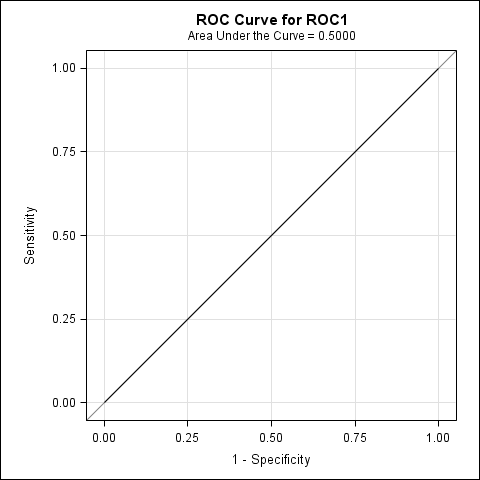 ROC Curve for ROC1
Area Under the Curve = 0.5000
1.00
0.75
0.50
0.25
0.00
Sensitivity
0.00 0.25 0.50 0.75 1.00
1 - Specificity